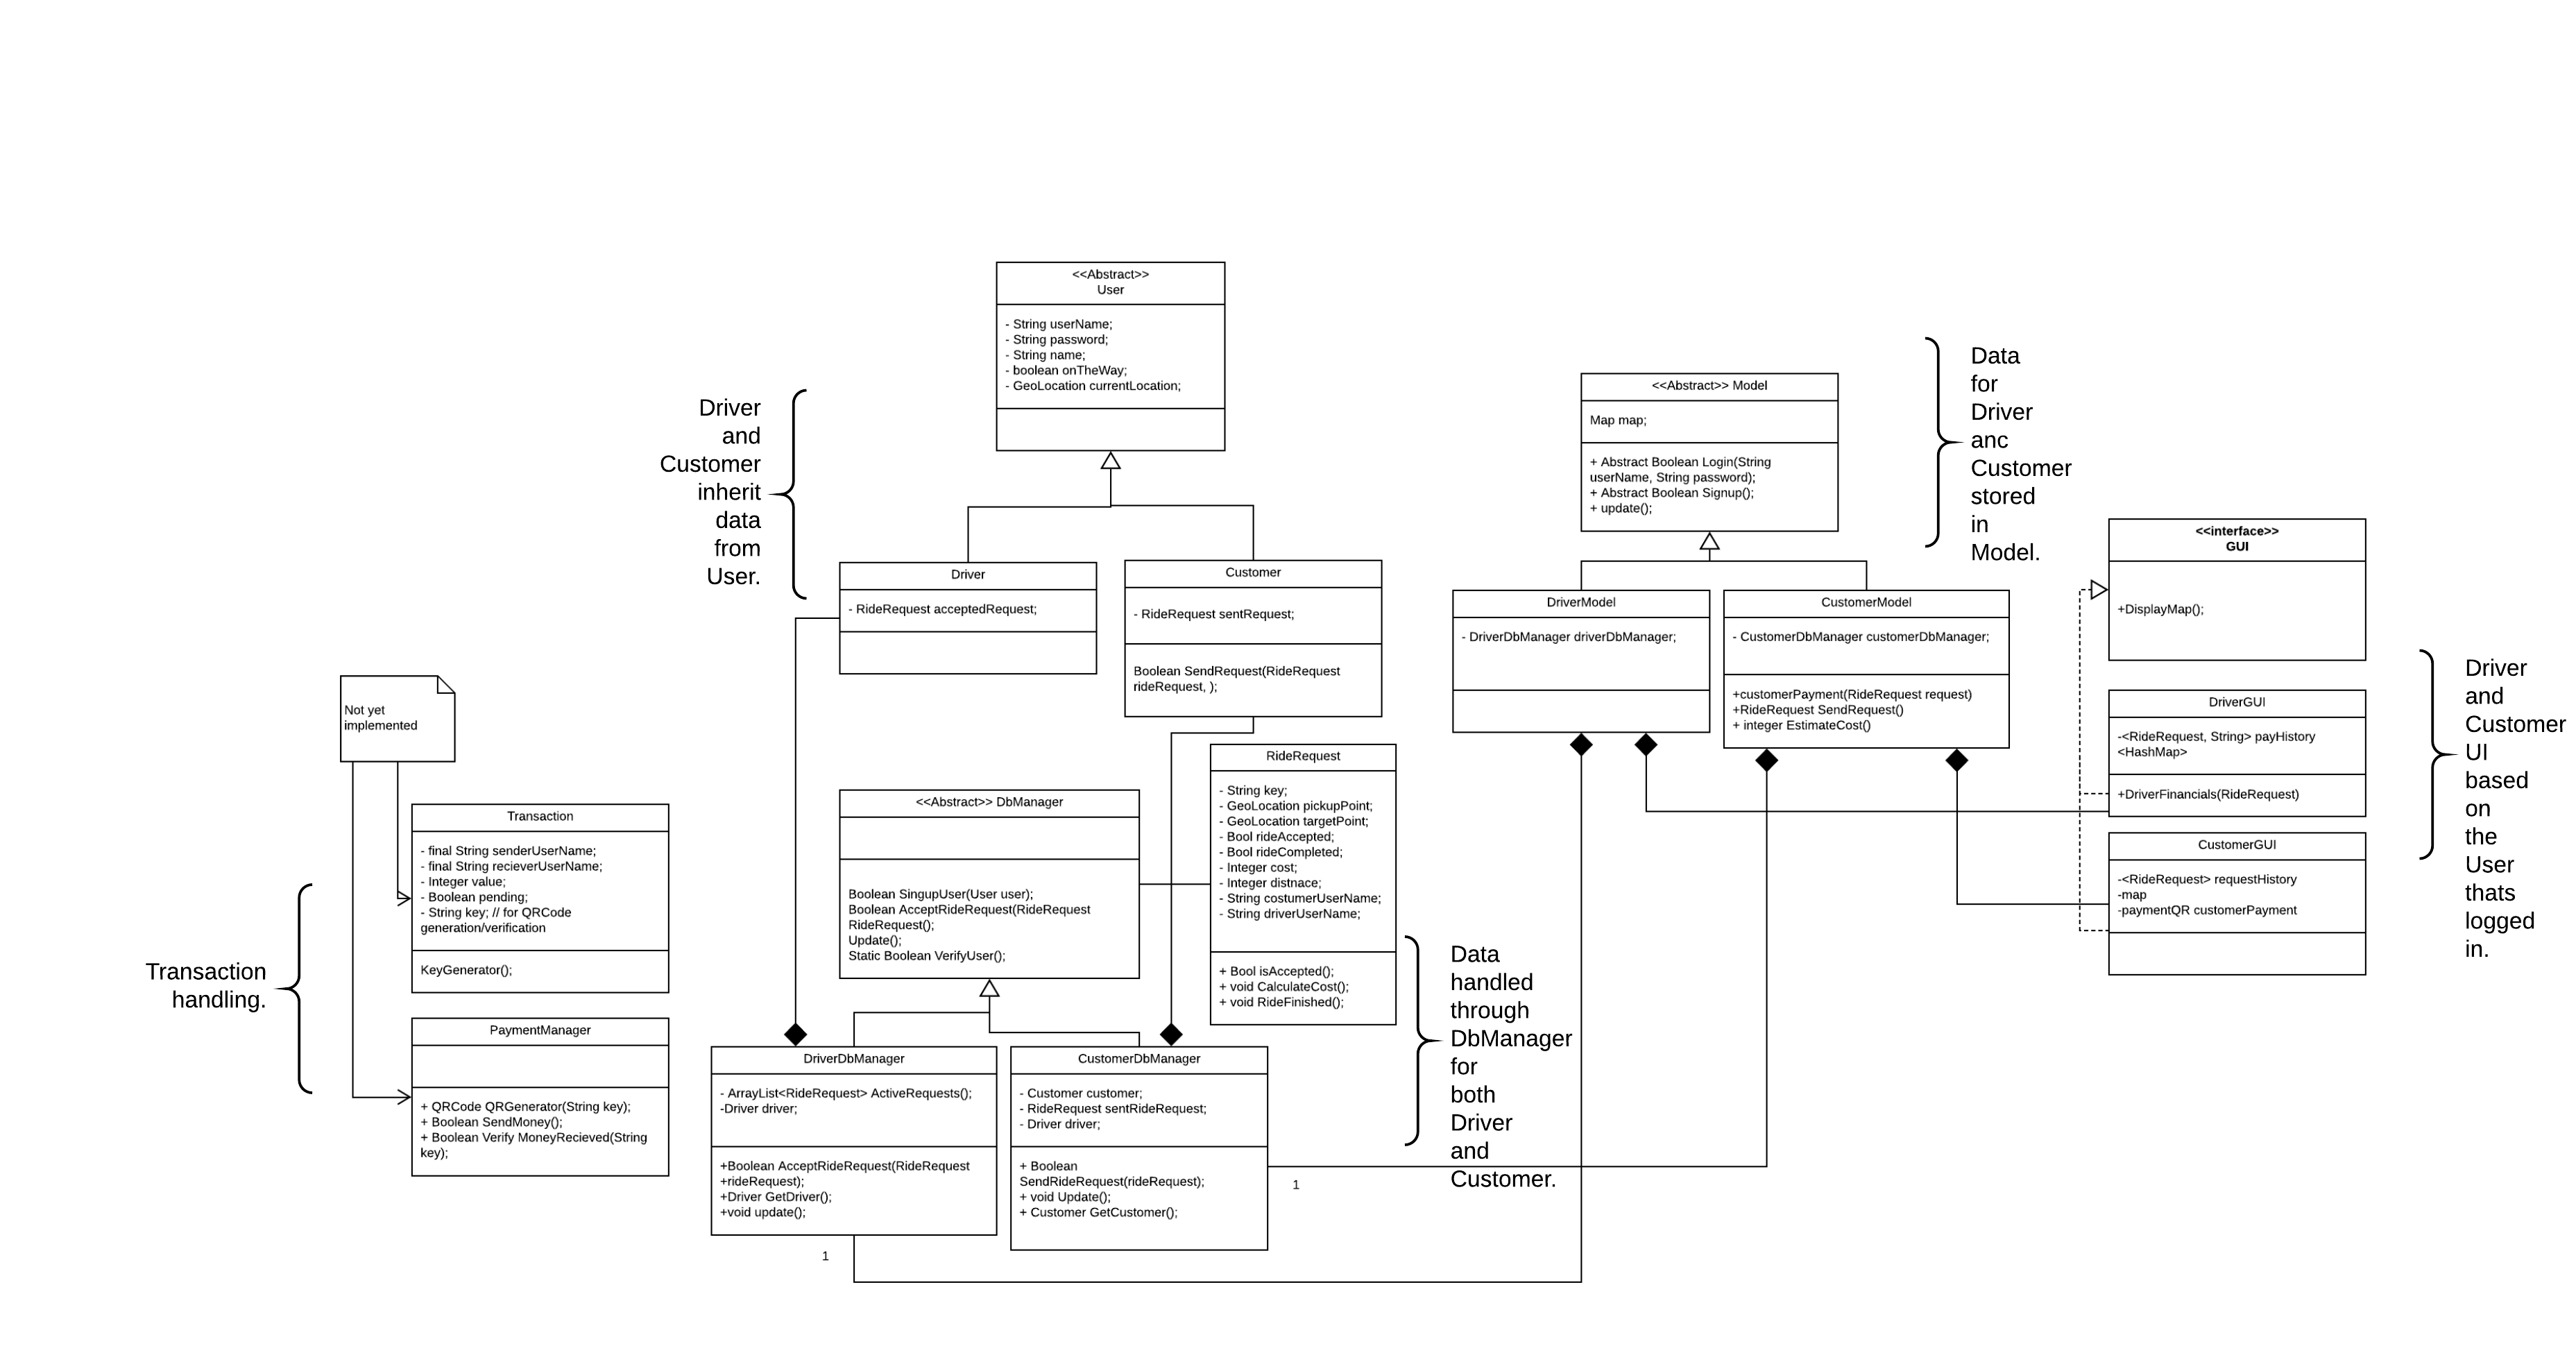 <<Abstract>>
User
- String userName;
- String password;
- String name;
- boolean onTheWay;
- GeoLocation currentLocation;
Driver
and
Customer
inherit
data
from
User.
Driver
- RideRequest acceptedRequest;
Customer
- RideRequest sentRequest;
Boolean SendRequest(RideRequest
rideRequest, );
<<Abstract>> Model
Map map;
+ Abstract Boolean Login(String
userName, String password);
+ Abstract Boolean Signup();
+ update();
Data
for
Driver
anc
Customer
stored
in
Model.
DriverModel
- DriverDbManager driverDbManager;
CustomerModel
- CustomerDbManager customerDbManager;
+customerPayment(RideRequest request)
+RideRequest SendRequest()
+ integer EstimateCost()
<<interface>>
GUI
+DisplayMap();
DriverGUI
-<RideRequest, String> payHistory
<HashMap>
+DriverFinancials(RideRequest)
CustomerGUI
-<RideRequest> requestHistory
-map
-paymentQR customerPayment
Driver
and
Customer
UI
based
on
the
User
thats
logged
in.
Not yet
implemented
Transaction
- final String senderUserName;
- final String recieverUserName;
- Integer value;
- Boolean pending;
- String key; // for QRCode
generation/verification
KeyGenerator();
Transaction
handling.
PaymentManager
+ QRCode QRGenerator(String key);
+ Boolean SendMoney();
+ Boolean Verify MoneyRecieved(String
key);
<<Abstract>> DbManager
Boolean SingupUser(User user);
Boolean AcceptRideRequest(RideRequest
RideRequest();
Update();
Static Boolean VerifyUser();
RideRequest
- String key;
- GeoLocation pickupPoint;
- GeoLocation targetPoint;
- Bool rideAccepted;
- Bool rideCompleted;
- Integer cost;
- Integer distnace;
- String costumerUserName;
- String driverUserName;
+ Bool isAccepted();
+ void CalculateCost();
+ void RideFinished();
Data
handled
through
DbManager
for
both
Driver
and
Customer.
DriverDbManager
- ArrayList<RideRequest> ActiveRequests();
-Driver driver;
+Boolean AcceptRideRequest(RideRequest
+rideRequest);
+Driver GetDriver();
+void update();
1
CustomerDbManager
- Customer customer;
- RideRequest sentRideRequest;
- Driver driver;
+ Boolean
SendRideRequest(rideRequest);
+ void Update();
+ Customer GetCustomer();
1